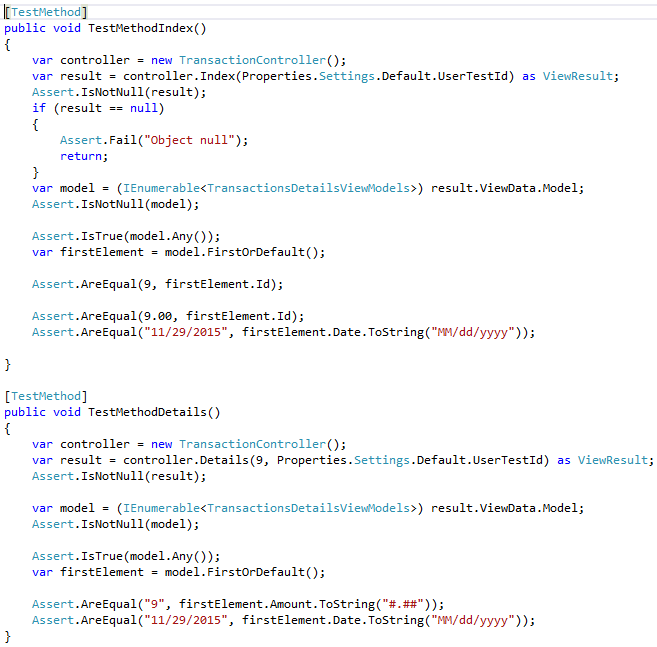 [TestMethod]
public void TestMethodIndex()
{
    var controller = new TransactionController();
    var result = controller.Index(Properties.Settings.Default.UserTestId) as ViewResult;
    Assert.IsNotNull(result);
    if (result == null)
    {
        Assert.Fail("Object null");
        return;
    }
    var model = (IEnumerable<TransactionsDetailsViewModels>) result.ViewData.Model;
    Assert.IsNotNull(model);

    Assert.IsTrue(model.Any());
    var firstElement = model.FirstOrDefault();

    Assert.AreEqual(9, firstElement.Id);

    Assert.AreEqual(9.00, firstElement.Id);
    Assert.AreEqual("11/29/2015", firstElement.Date.ToString("MM/dd/yyyy"));

}

[TestMethod]
public void TestMethodDetails()
{
    var controller = new TransactionController();
    var result = controller.Details(9, Properties.Settings.Default.UserTestId) as ViewResult;
    Assert.IsNotNull(result);

    var model = (IEnumerable<TransactionsDetailsViewModels>) result.ViewData.Model;
    Assert.IsNotNull(model);

    Assert.IsTrue(model.Any());
    var firstElement = model.FirstOrDefault();

    Assert.AreEqual("9", firstElement.Amount.ToString("#.##"));
    Assert.AreEqual("11/29/2015", firstElement.Date.ToString("MM/dd/yyyy"));
}